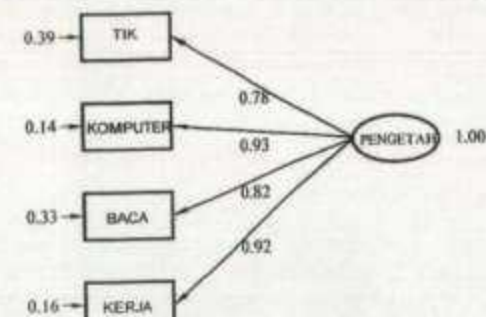 0.39 TIK
0.78
0.14 KOMPUTER PENGETAH 1.00
0.93
0.82
0.33 BACA
0.92
0.16 KERJA